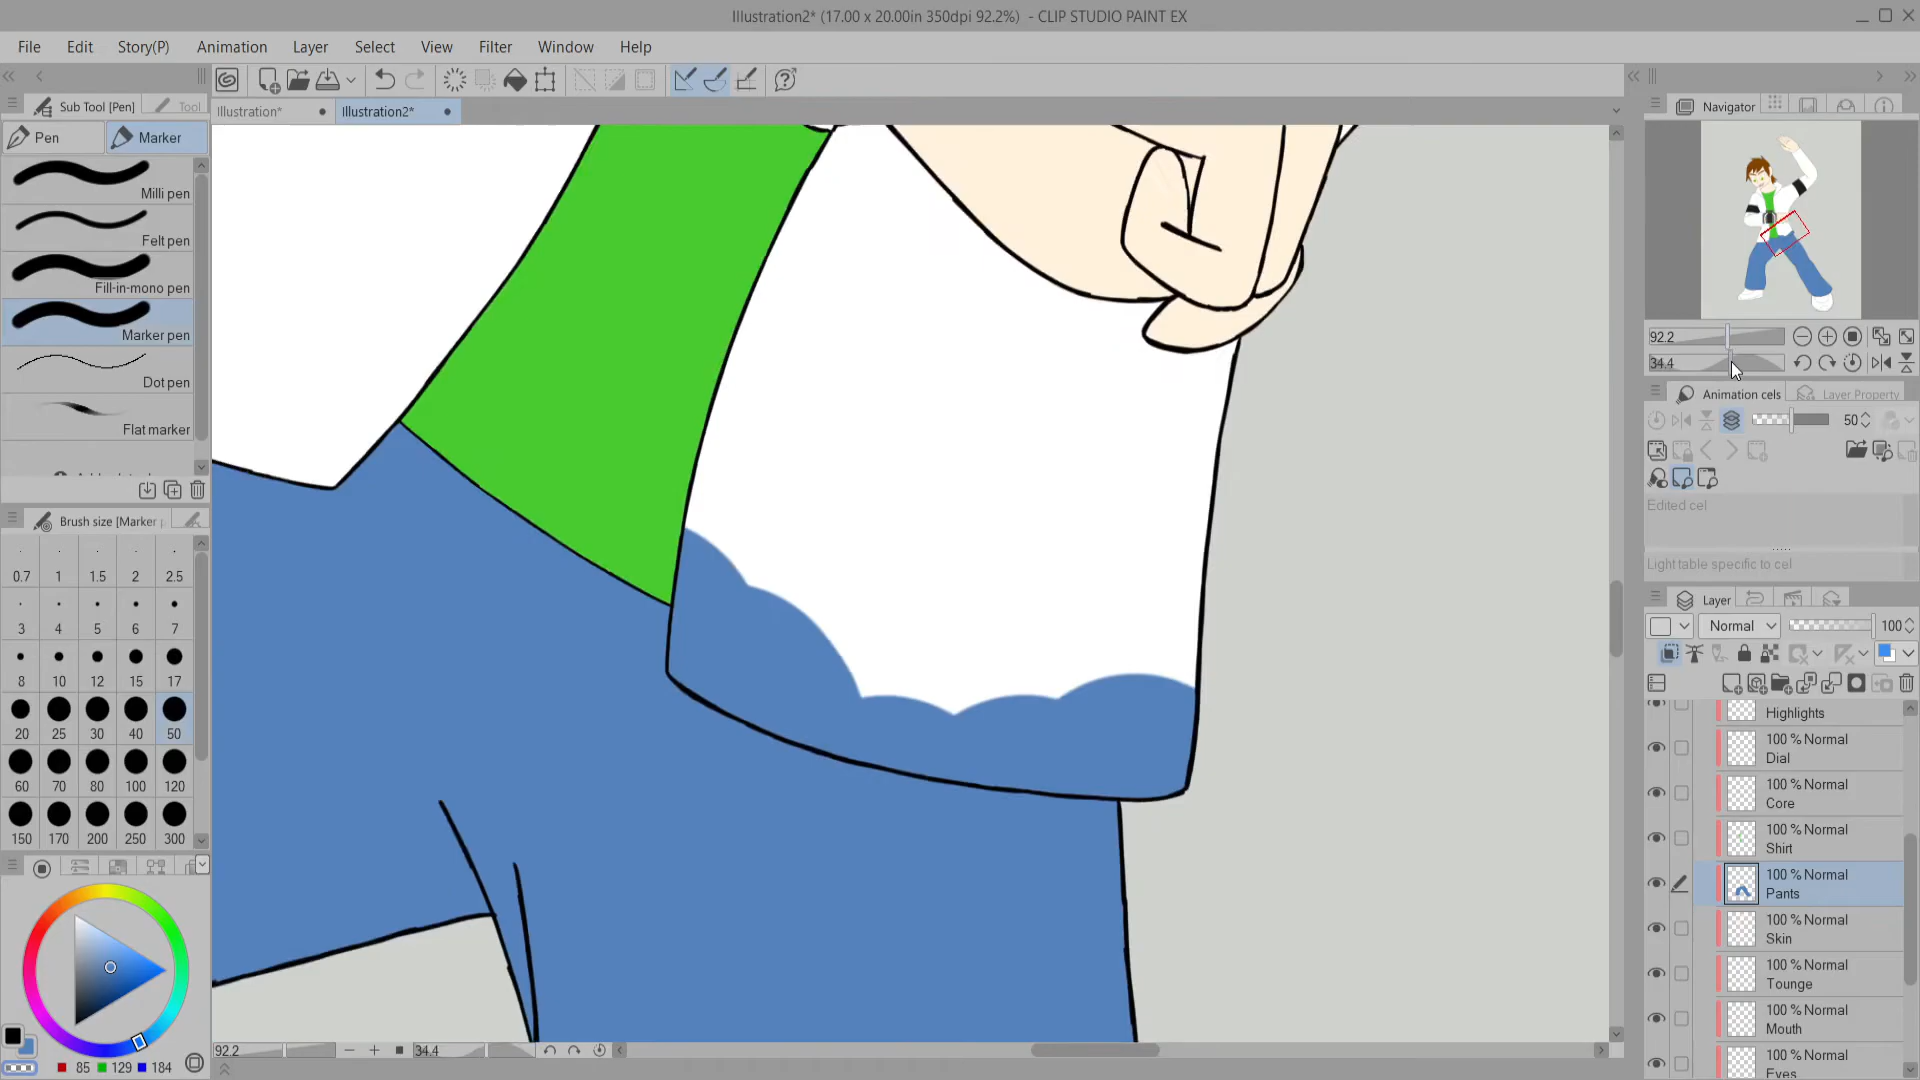 Illustration2* (17.00 x 20.00in 350dpi 92.2%) - CLIP STUDIO PAINT EX
File Edit Story(P) Animation Layer Select View Filter Window Help
Sub Tool [Pen] Tool
Illustration* Illustration2*
Pen Marker
Milli pen
Felt pen
Fill-in-mono pen
Marker pen
Dot pen
Flat marker
Brush size [Marker
0.7 1 1.5 2 2.5
3 4 5 6 7
8 10 12 15 17
20 25 30 40 50
60 70 80 100 120
150 170 200 250 300
85 129 184
92.2 34.4
Navigator
92.2
34.4
Animation cels Layer Property
50
Edited cel
Light table specific to cel
Layer
Normal 100
Highlights
100 % Normal
Dial
100 % Normal
Core
100 % Normal
Shirt
100 % Normal
Pants
100 % Normal
Skin
100 % Normal
Tounge
100 % Normal
Mouth
100 % Normal
Eyes